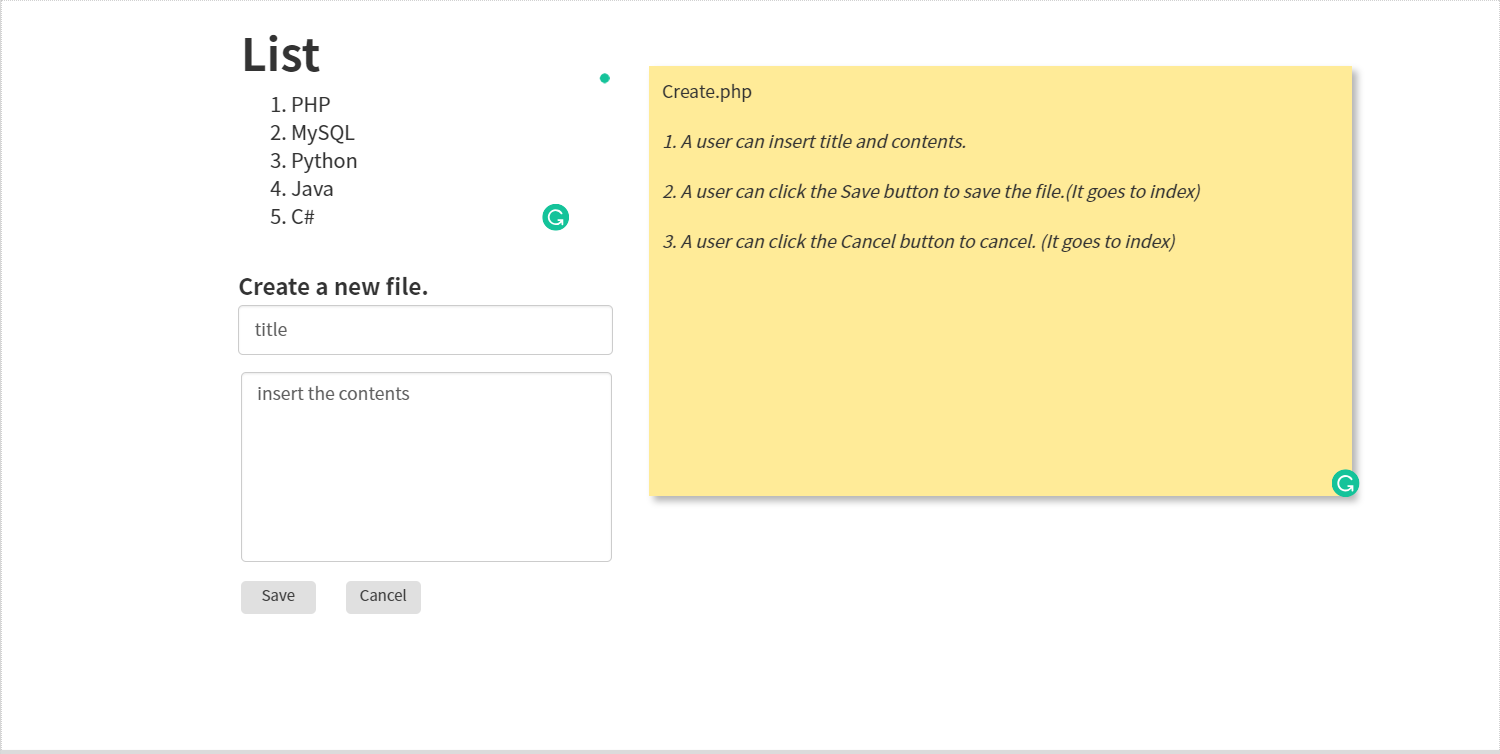 List
1. PHP
2. MySQL
3. Python
4. Java
5. C#
Create a new file.
title
insert the contents
Save
Cancel
Create.php
1. A user can insert title and contents.
2. A user can click the Save button to save the file.(It goes to index)
3. A user can click the Cancel button to cancel. (It goes to index)